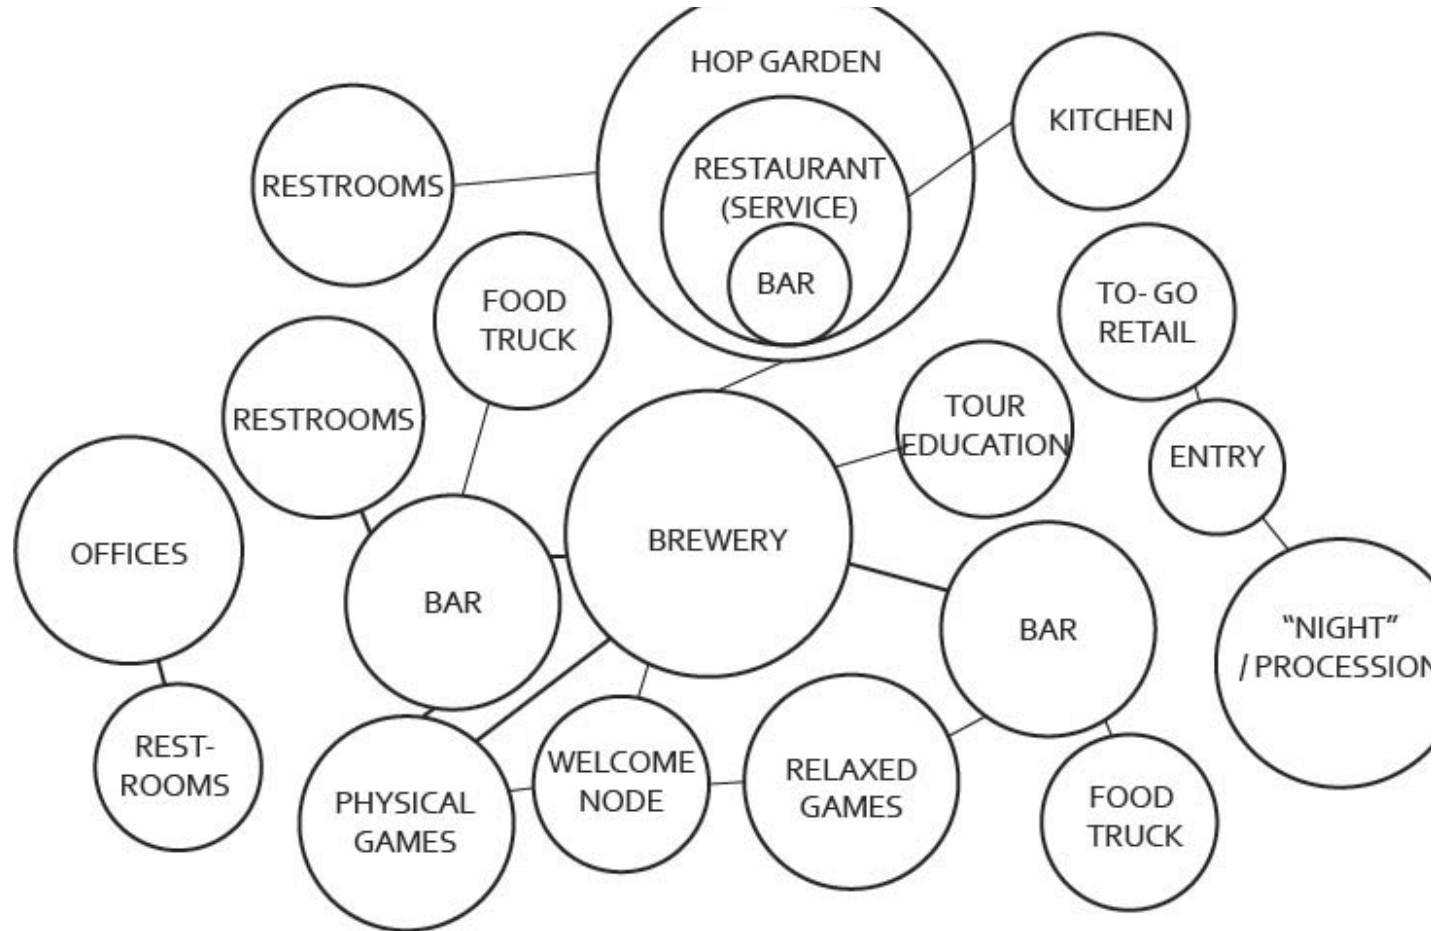 HOP GARDEN
KITCHEN
RESTROOMS
RESTAURANT
(SERVICE)
BAR
FOOD
TRUCK
TO- GO
RETAIL
RESTROOMS
TOUR
EDUCATION
ENTRY
OFFICES
BREWERY
BAR
BAR
“NIGHT”
/ PROCESSION
REST-
ROOMS
WELCOME
NODE
RELAXED
GAMES
PHYSICAL
GAMES
FOOD
TRUCK